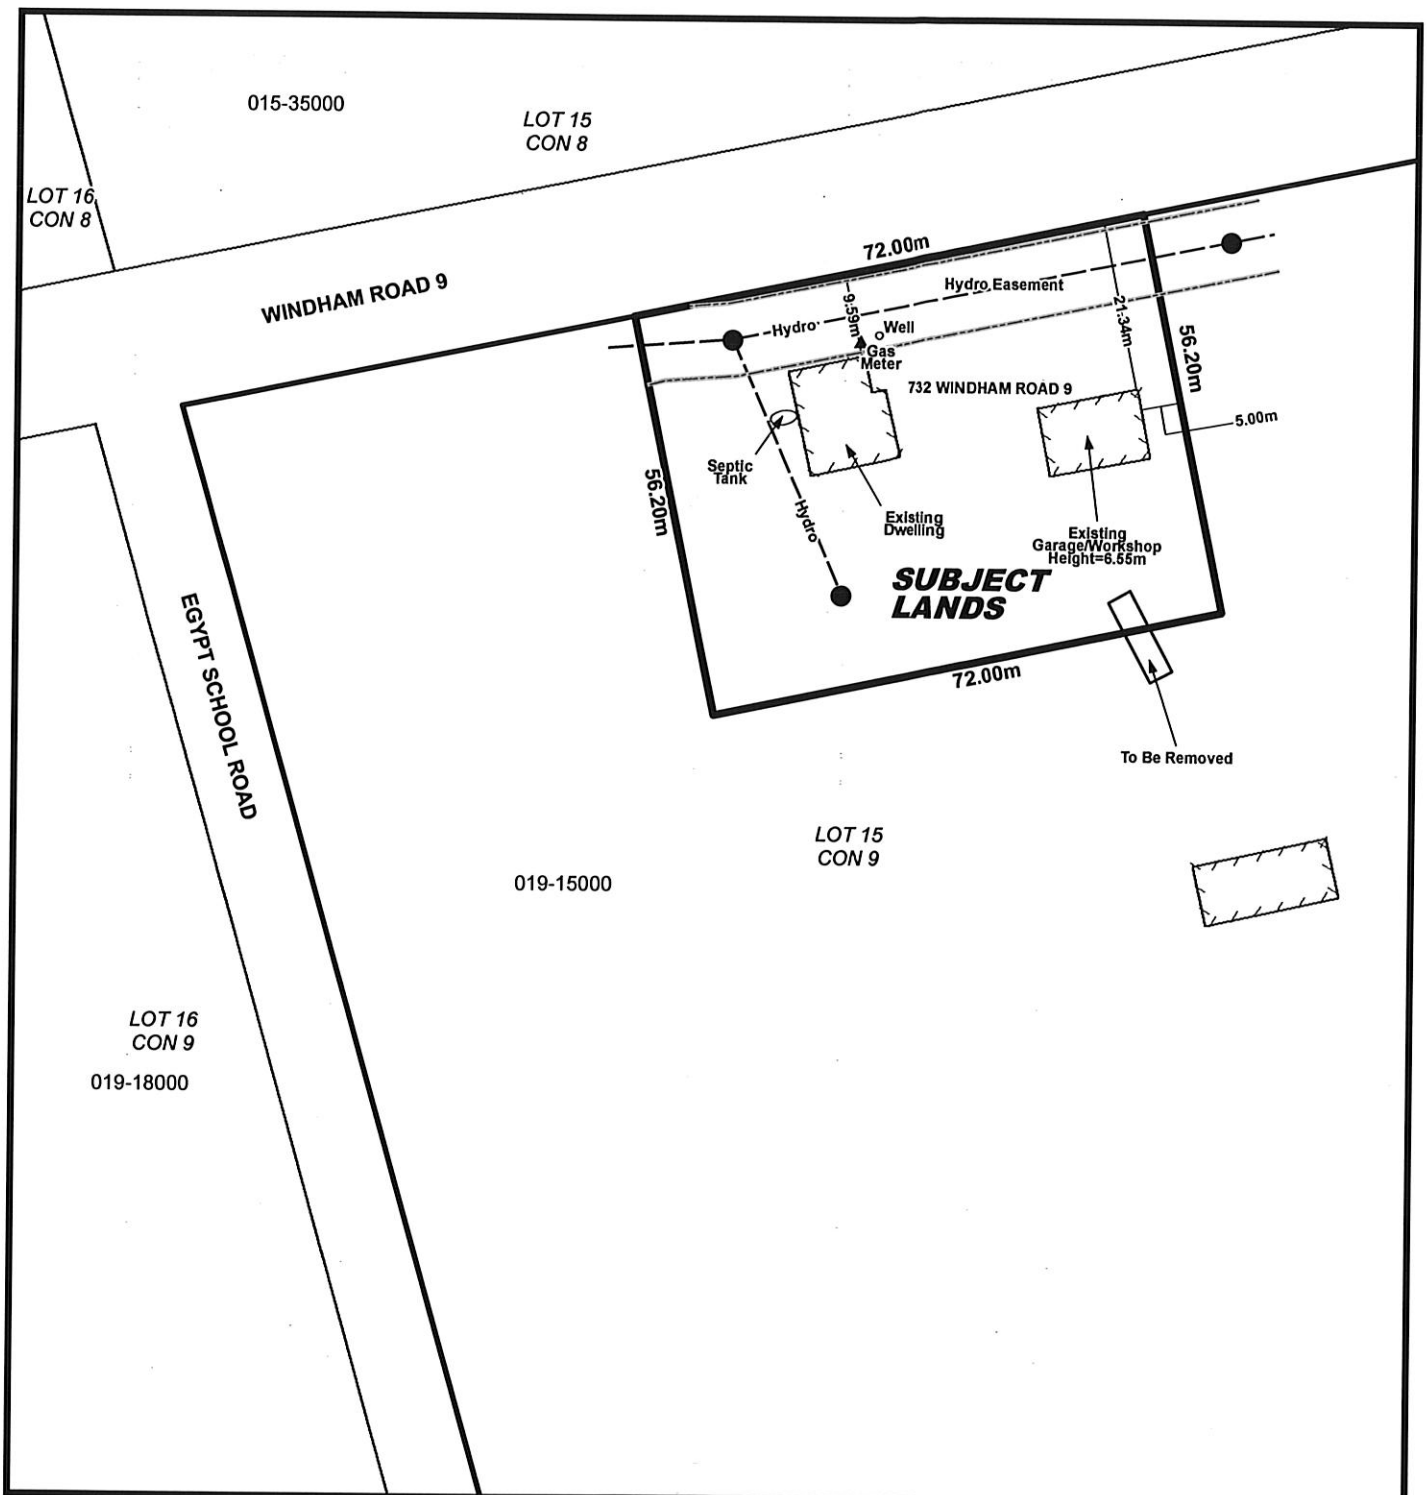 015-35000
LOT 15
CON 8
LOT 16
CON 8
WINDHAM ROAD 9
72.00m
Hydro Easement
Hydro
9.59m
Well
Gas
Meter
21.34m
56.20m
732 WINDHAM ROAD 9
5.00m
Septic
Tank
56.20m
Hydro
Existing
Dwelling
Existing
Garage/Workshop
Height=6.55m
SUBJECT
LANDS
72.00m
To Be Removed
EGYPT SCHOOL ROAD
LOT 15
CON 9
019-15000
LOT 16
CON 9
019-18000